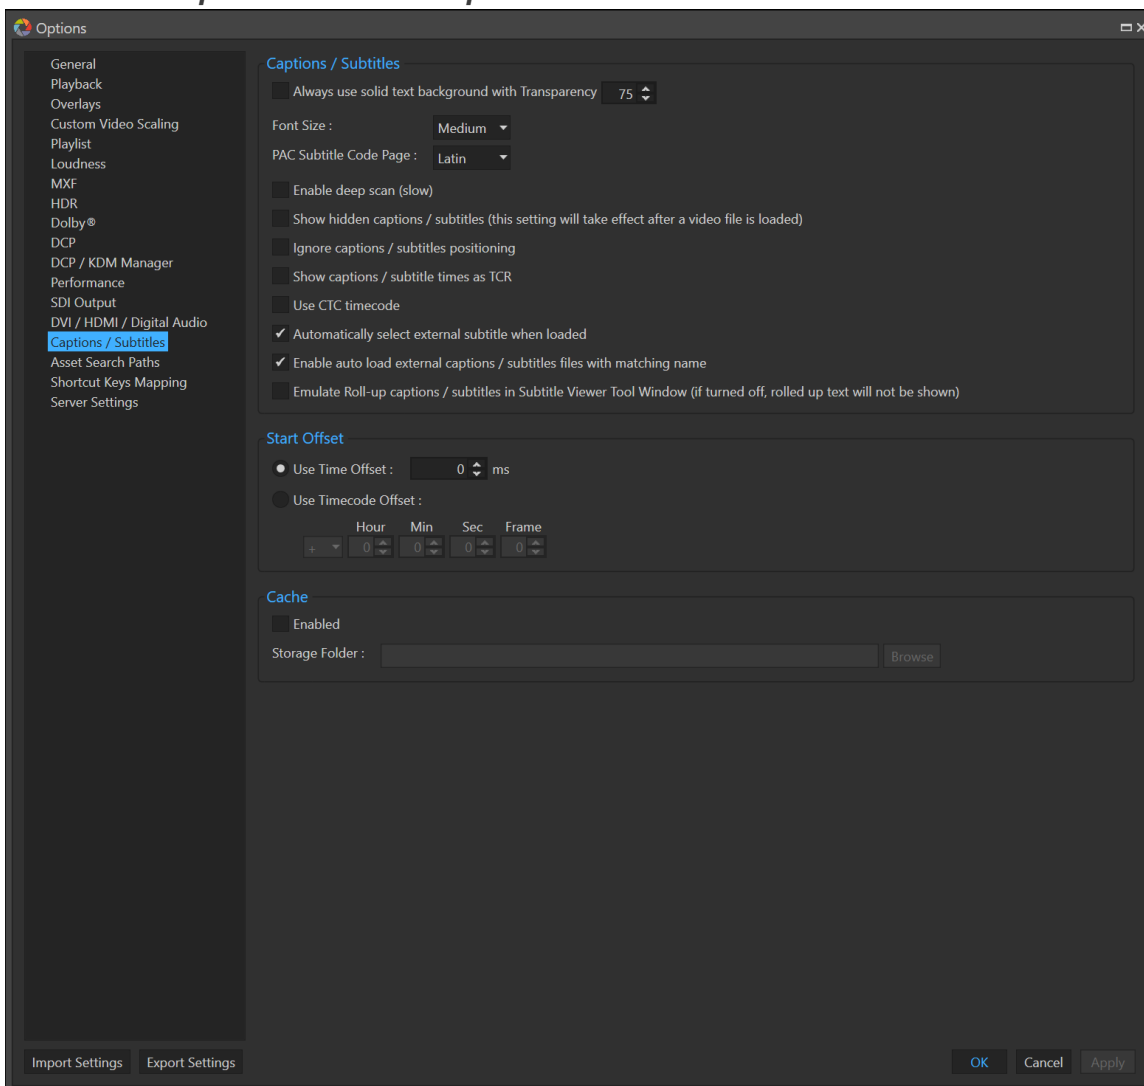 Options
General
Playback
Overlays
Custom Video Scaling
Playlist
Loudness
MXF
HDR
Dolby®
DCP
DCP / KDM Manager
Performance
SDI Output
DVI / HDMI / Digital Audio
Captions / Subtitles
Asset Search Paths
Shortcut Keys Mapping
Server Settings
Captions / Subtitles
Always use solid text background with Transparency 75
Font Size : Medium
PAC Subtitle Code Page : Latin
Enable deep scan (slow)
Show hidden captions / subtitles (this setting will take effect after a video file is loaded)
Ignore captions / subtitles positioning
Show captions / subtitle times as TCR
Use CTC timecode
Automatically select external subtitle when loaded
Enable auto load external captions / subtitles files with matching name
Emulate Roll-up captions / subtitles in Subtitle Viewer Tool Window (if turned off, rolled up text will not be shown)
Start Offset
Use Time Offset : 0 ms
Use Timecode Offset :
Hour Min Sec Frame
+ 0 0 0 0
Cache
Enabled
Storage Folder : Browse
Import Settings Export Settings OK Cancel Apply